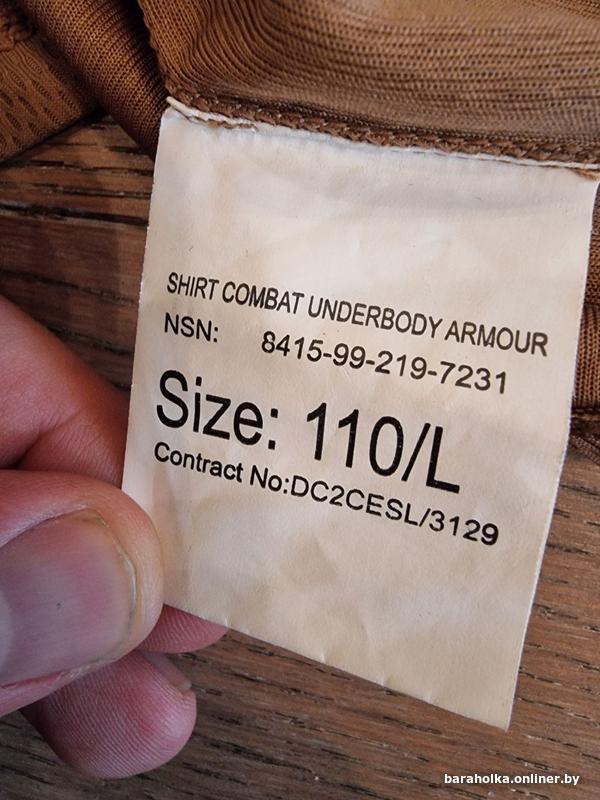 SHIRT COMBAT UNDERBODY ARMOUR
NSN: 8415-99-219-7231
Size: 110/L
Contract No:DC2CESL/3129
baraholka.onliner.by